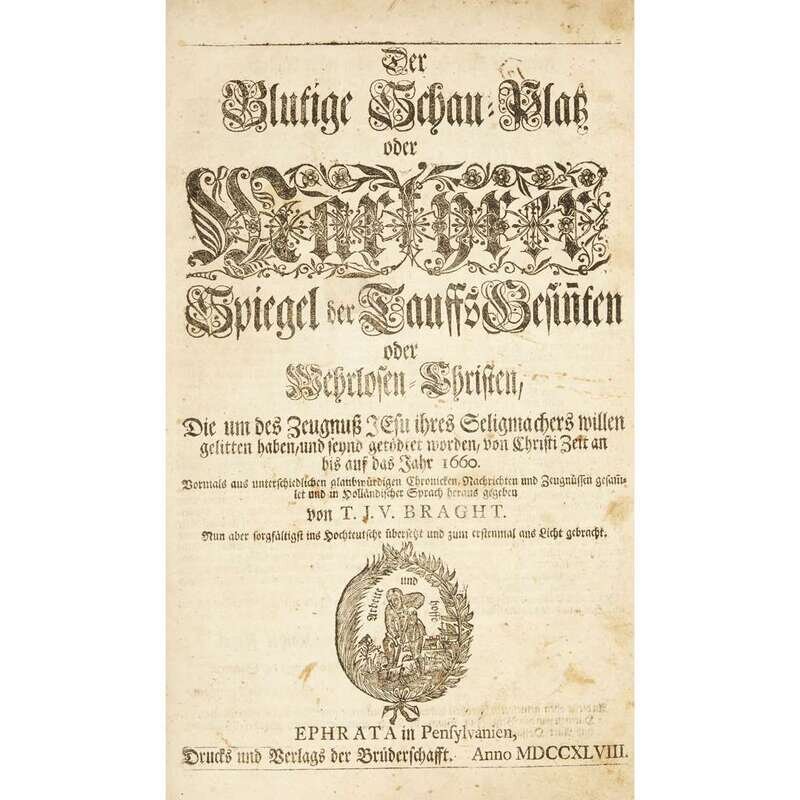 Der
Blutige Schau-Platz
oder
Martyrer
Spiegel der Tauffs Gesiñten
oder
Wehrlosen-Christen,
Die um des Zeugnuß JEsu ihres Seligmachers willen
gelitten haben, und seynd getödtet worden, von Christi Zeit an
bis auf das Jahr 1660.
Vormals aus unterschiedlichen glaubwürdigen Chronicken, Nachrichten und Zeugnüssen gesam̃-
let und in Holländischer Sprach heraus gegeben
von T. J. V. BRAGHT.
Nun aber sorgfältigst ins Hochteutsche übersetzt und zum erstenmal ans Licht gebracht.
Arbeite und hoffe
EPHRATA in Pensylvanien,
Drucks und Verlags der Brüderschafft. Anno MDCCXLVIII.